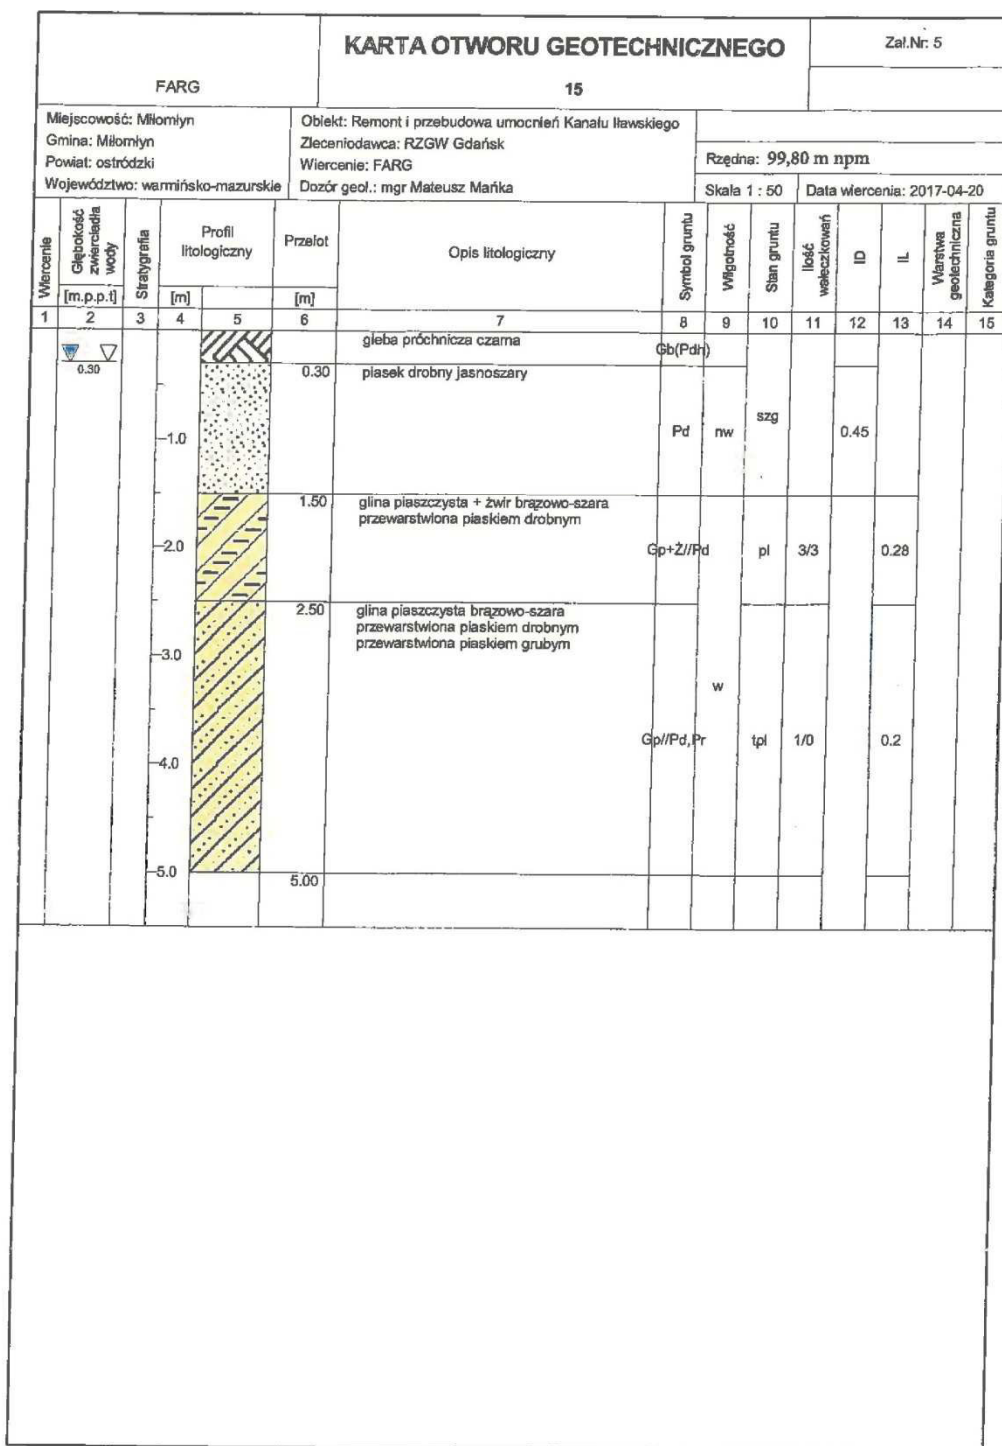 KARTA OTWORU GEOTECHNICZNEGO
Zał.Nr: 5
FARG
15
Miejscowość: Miłomłyn
Gmina: Miłomłyn
Powiat: ostródzki
Województwo: warmińsko-mazurskie
Obiekt: Remont i przebudowa umocnień Kanału Iławskiego
Zleceniodawca: RZGW Gdańsk
Wiercenie: FARG
Dozór geol.: mgr Mateusz Mańka
Rzędna: 99,80 m npm
Skala 1 : 50
Data wiercenia: 2017-04-20
Wiercenie
Głębokość zwierciadła wody
[m.p.p.t]
Stratygrafia
Profil litologiczny
[m]
Przelot
[m]
Opis litologiczny
Symbol gruntu
Wilgotność
Stan gruntu
Ilość wałeczkowań
ID
IL
Warstwa geotechniczna
Kategoria gruntu
1 2 3 4 5 6 7 8 9 10 11 12 13 14 15
gleba próchnicza czarna
Gb(Pdh)
0.30
0.30 piasek drobny jasnoszary
szg
1.0
Pd nw 0.45
1.50 glina piaszczysta + żwir brązowo-szara
przewarstwiona piaskiem drobnym
2.0
Gp+Ż//Pd pl 3/3 0.28
2.50 glina piaszczysta brązowo-szara
przewarstwiona piaskiem drobnym
przewarstwiona piaskiem grubym
3.0
w
Gp//Pd,Pr tpl 1/0 0.2
4.0
5.0
5.00